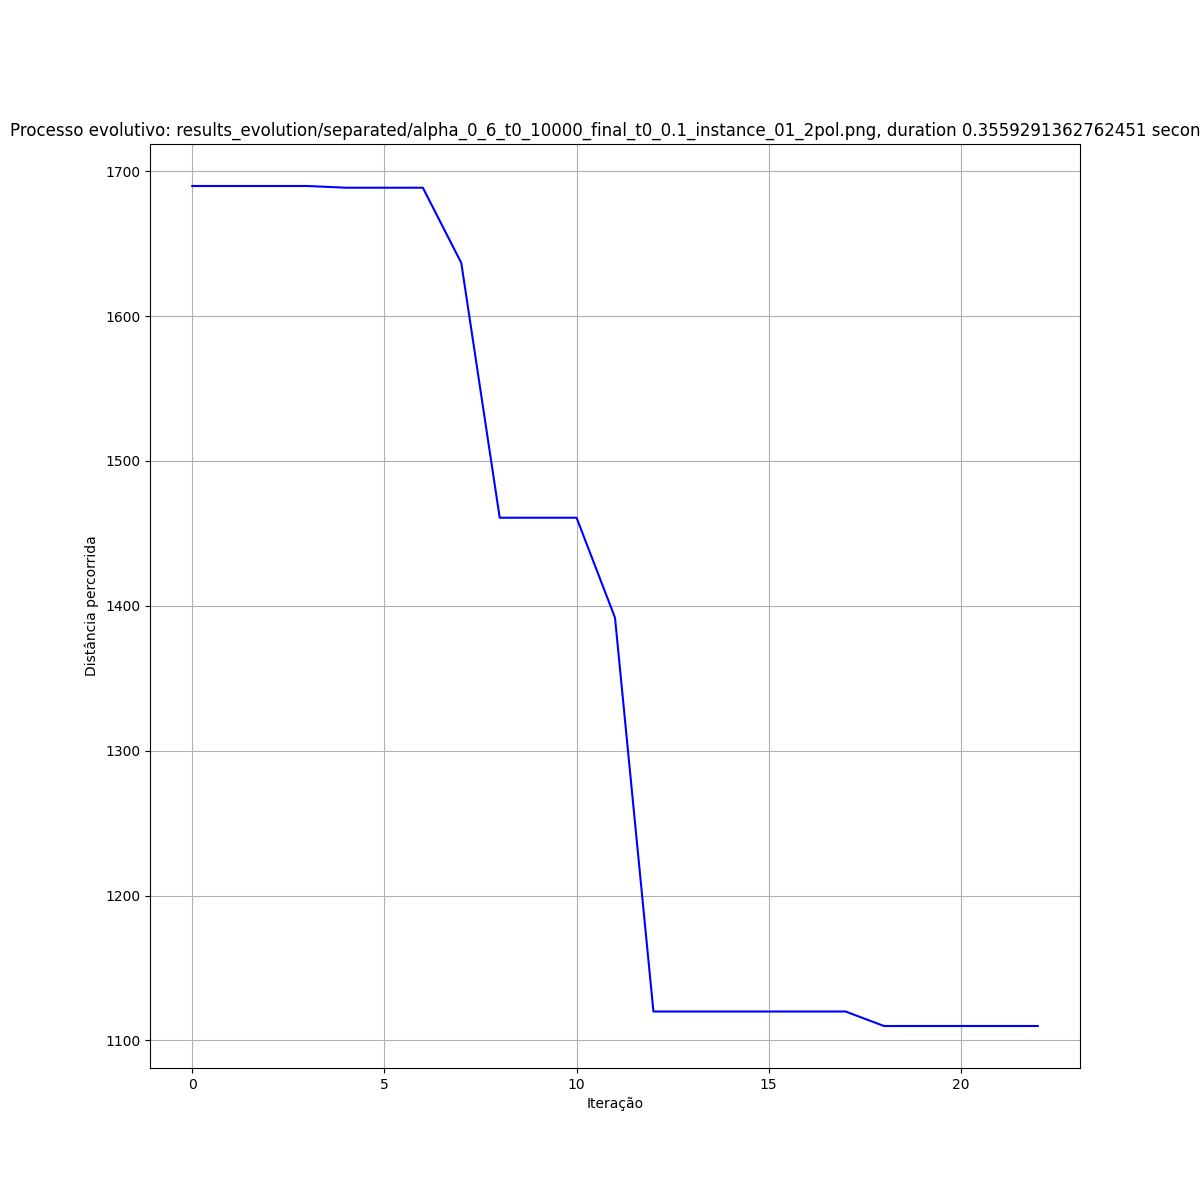 Processo evolutivo: results_evolution/separated/alpha_0_6_t0_10000_final_t0_0.1_instance_01_2pol.png, duration 0.3559291362762451 secon
1700
1600
1500
1400
1300
1200
1100
Distância percorrida
0 5 10 15 20
Iteração